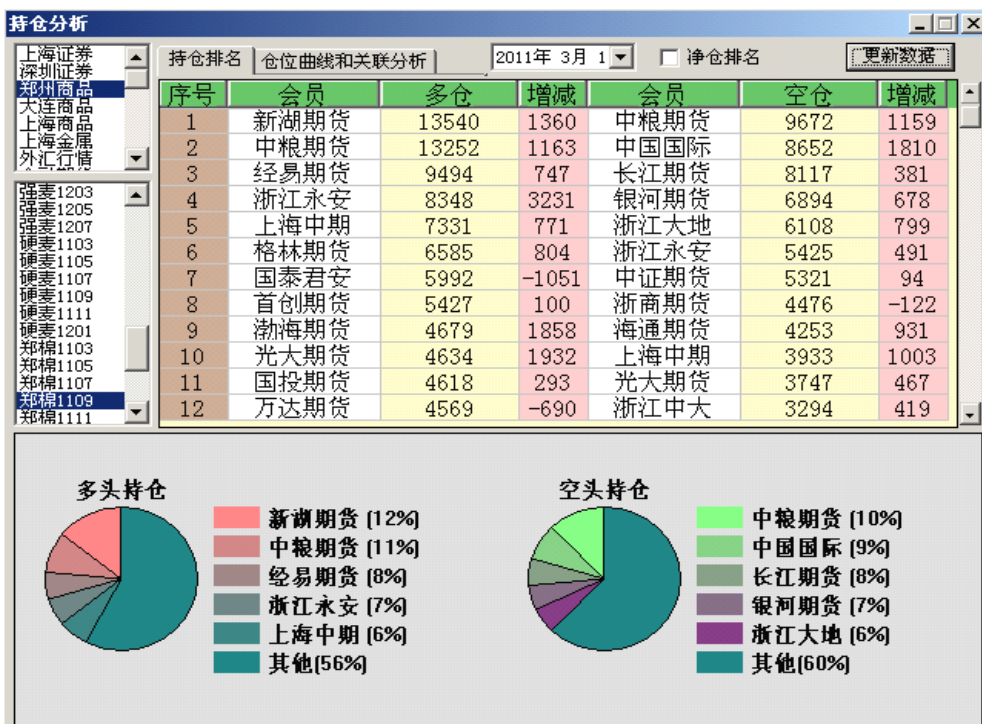 持仓分析
持仓排名 仓位曲线和关联分析 2011年 3月 1 净仓排名 更新数据
上海证券
深圳证券
郑州商品
大连商品
上海商品
上海金属
外汇行情
强麦1203
强麦1205
强麦1207
硬麦1103
硬麦1105
硬麦1107
硬麦1109
硬麦1111
硬麦1201
郑棉1103
郑棉1105
郑棉1107
郑棉1109
郑棉1111
序号 会员 多仓 增减 会员 空仓 增减
1 新湖期货 13540 1360 中粮期货 9672 1159
2 中粮期货 13252 1163 中国国际 8652 1810
3 经易期货 9494 747 长江期货 8117 381
4 浙江永安 8348 3231 银河期货 6894 678
5 上海中期 7331 771 浙江大地 6108 799
6 格林期货 6585 804 浙江永安 5425 491
7 国泰君安 5992 -1051 中证期货 5321 94
8 首创期货 5427 100 浙商期货 4476 -122
9 渤海期货 4679 1858 海通期货 4253 931
10 光大期货 4634 1932 上海中期 3933 1003
11 国投期货 4618 293 光大期货 3747 467
12 万达期货 4569 -690 浙江中大 3294 419
多头持仓
新湖期货 (12%)
中粮期货 (11%)
经易期货 (8%)
浙江永安 (7%)
上海中期 (6%)
其他(56%)
空头持仓
中粮期货 (10%)
中国国际 (9%)
长江期货 (8%)
银河期货 (7%)
浙江大地 (6%)
其他(60%)